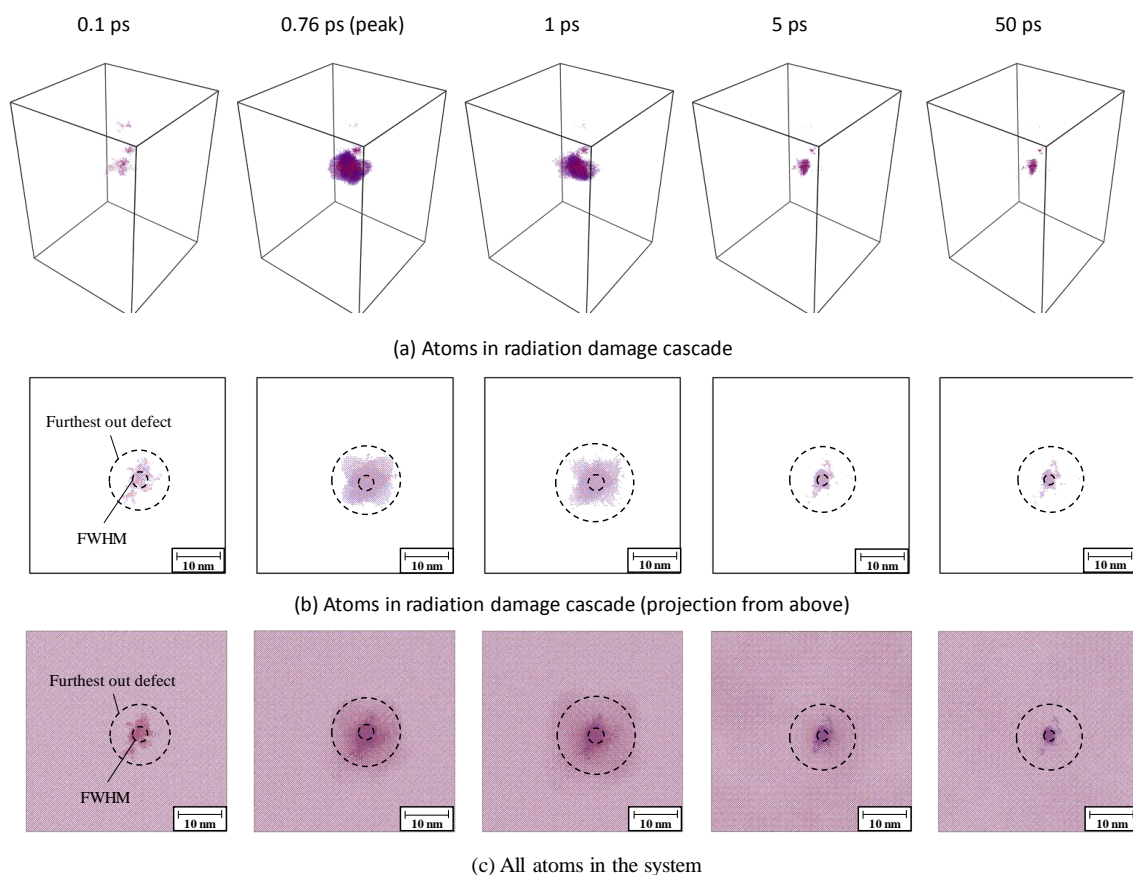 0.1 ps
0.76 ps (peak)
1 ps
5 ps
50 ps
(a) Atoms in radiation damage cascade
Furthest out defect
FWHM
10 nm
10 nm
10 nm
10 nm
10 nm
(b) Atoms in radiation damage cascade (projection from above)
Furthest out defect
FWHM
10 nm
10 nm
10 nm
10 nm
10 nm
(c) All atoms in the system